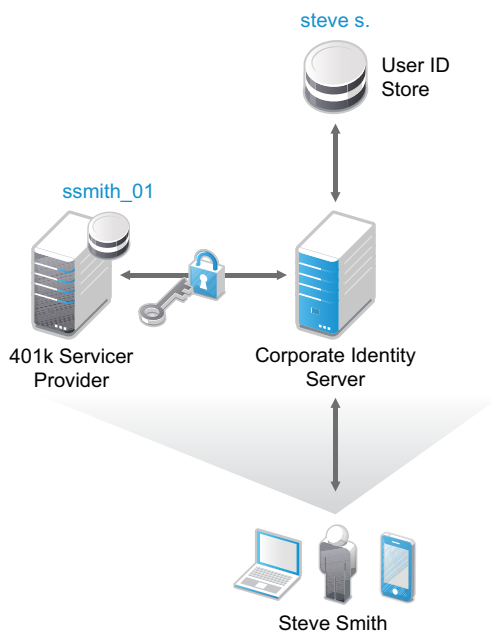 steve s.
User ID
Store
ssmith_01
401k Servicer
Provider
Corporate Identity
Server
Steve Smith